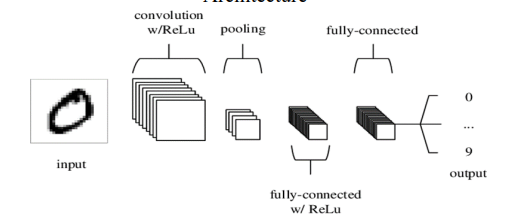 Architecture
convolution
w/ReLu
pooling
fully-connected
0
...
9
input
output
fully-connected
w/ ReLu